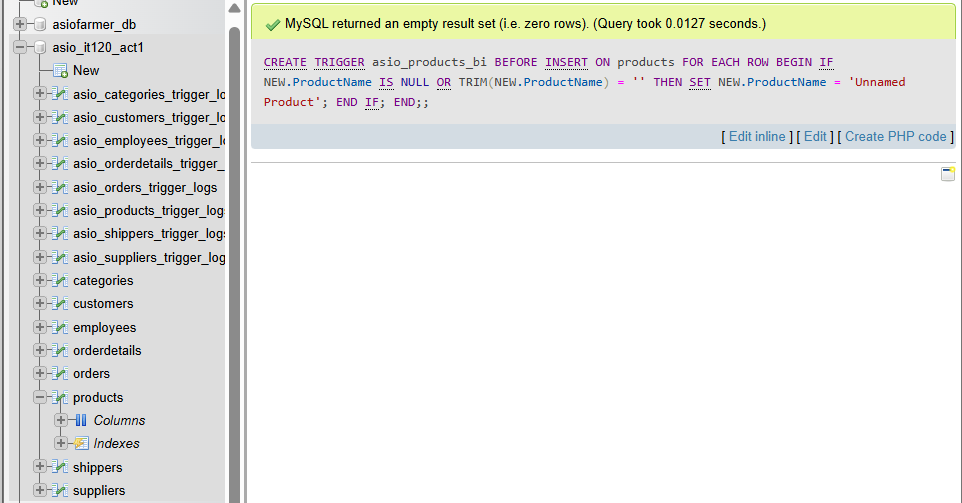 New
asiofarmer_db
asio_it120_act1
New
asio_categories_trigger_lo
asio_customers_trigger_lo
asio_employees_trigger_l
asio_orderdetails_trigger_
asio_orders_trigger_logs
asio_products_trigger_log
asio_shippers_trigger_logs
asio_suppliers_trigger_log
categories
customers
employees
orderdetails
orders
products
Columns
Indexes
shippers
suppliers
MySQL returned an empty result set (i.e. zero rows). (Query took 0.0127 seconds.)
CREATE TRIGGER asio_products_bi BEFORE INSERT ON products FOR EACH ROW BEGIN IF
NEW.ProductName IS NULL OR TRIM(NEW.ProductName) = '' THEN SET NEW.ProductName = 'Unnamed
Product'; END IF; END;;
[ Edit inline ] [ Edit ] [ Create PHP code ]